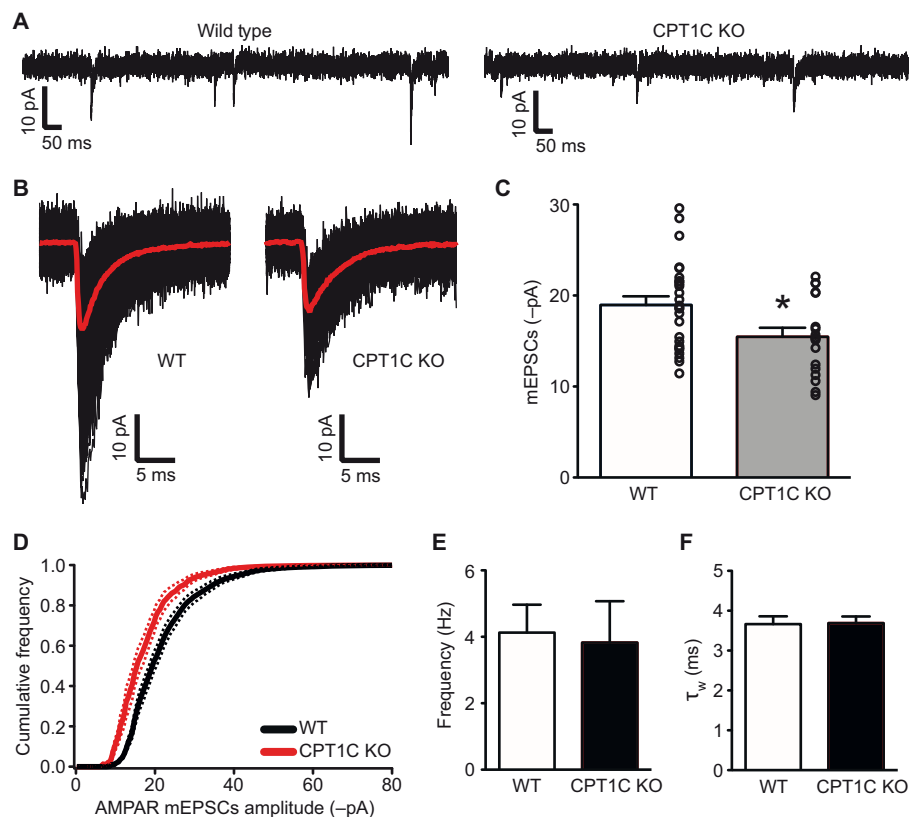 A
Wild type
CPT1C KO
10 pA
50 ms
10 pA
50 ms
B
WT
CPT1C KO
10 pA
5 ms
10 pA
5 ms
C
mEPSCs (–pA)
30
20
10
0
*
WT
CPT1C KO
D
Cumulative frequency
1.0
0.8
0.6
0.4
0.2
0.0
WT
CPT1C KO
0 20 40 60 80
AMPAR mEPSCs amplitude (–pA)
E
Frequency (Hz)
6
4
2
0
WT
CPT1C KO
F
τw (ms)
5
4
3
2
1
0
WT
CPT1C KO